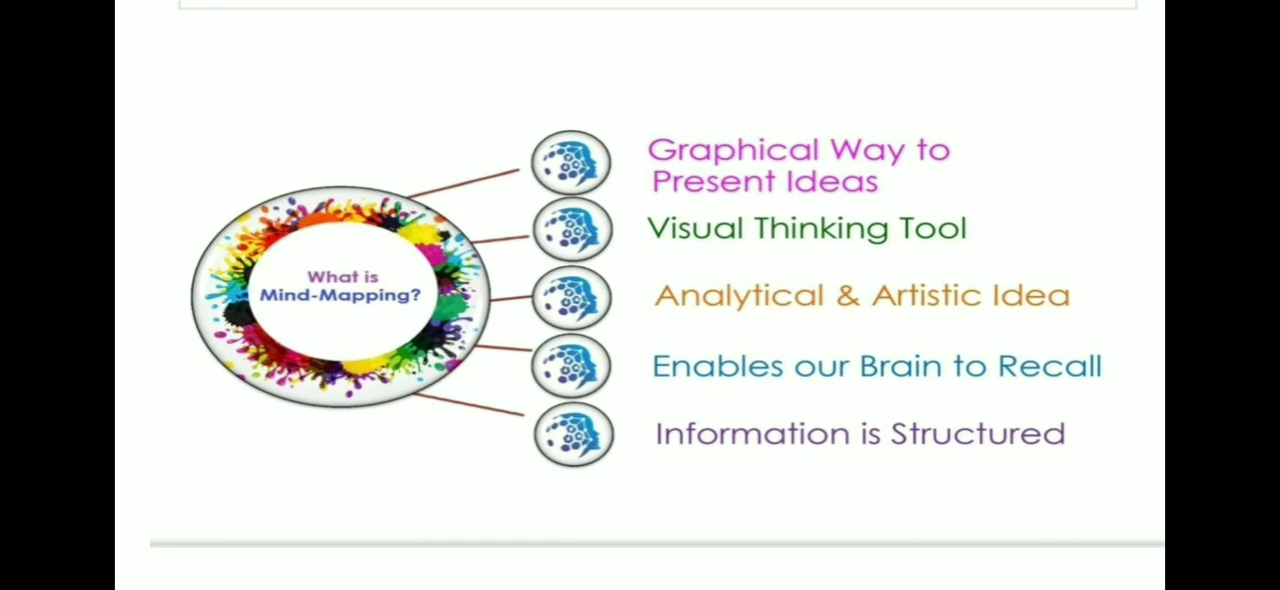 What is
Mind-Mapping?
Graphical Way to
Present Ideas
Visual Thinking Tool
Analytical & Artistic Idea
Enables our Brain to Recall
Information is Structured